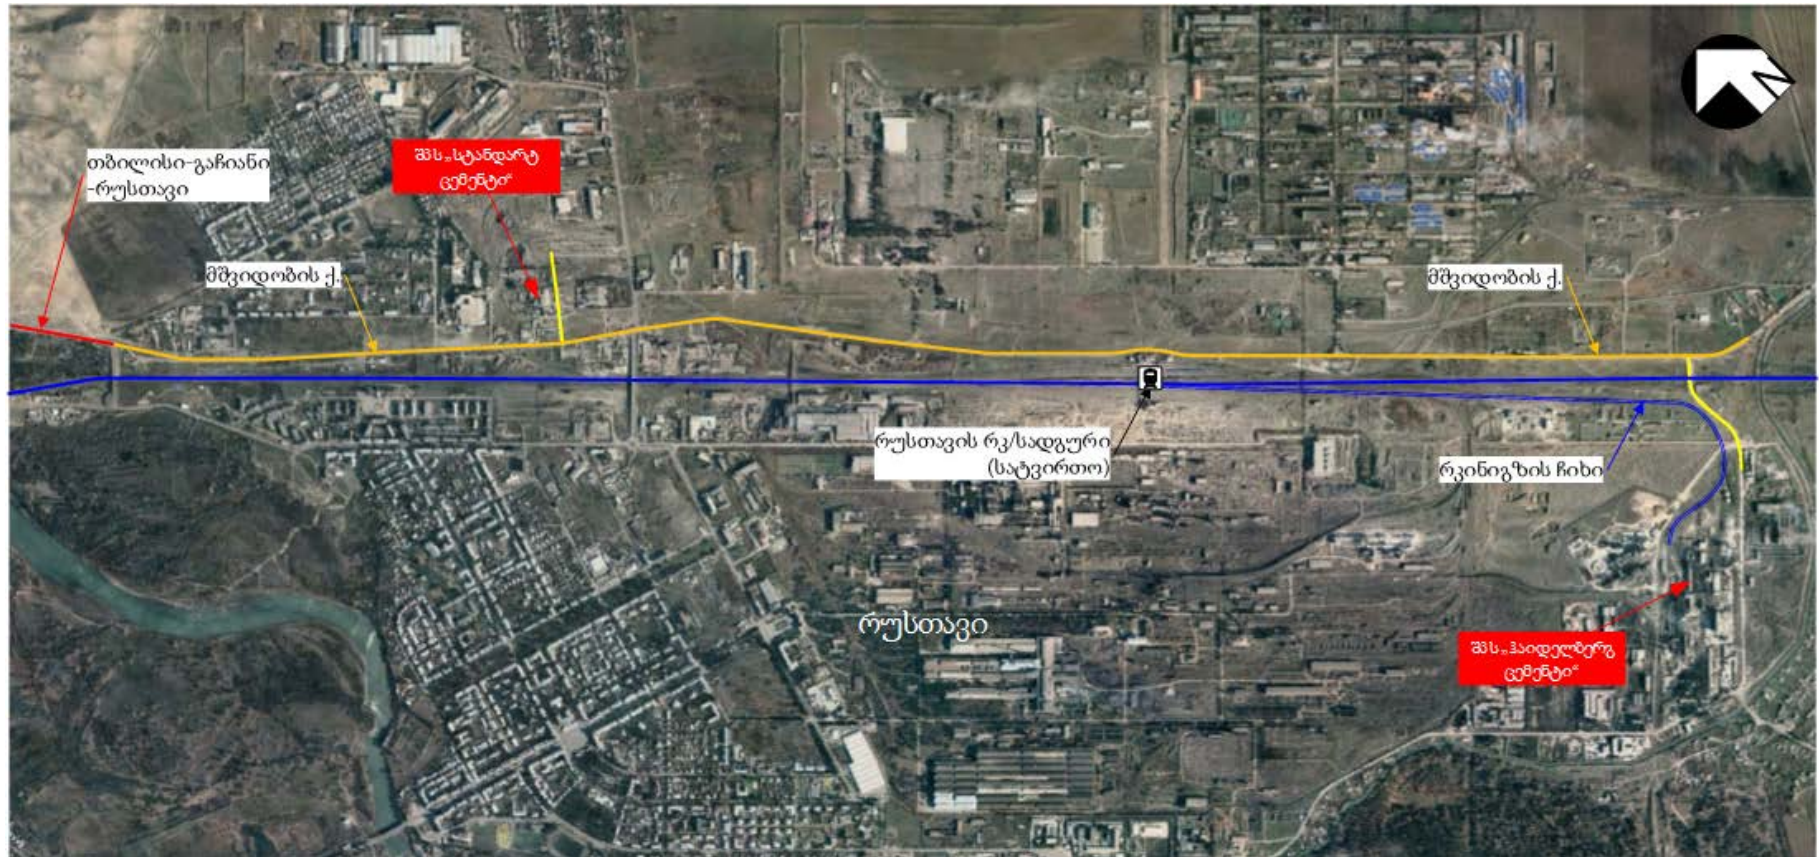 თბილისი-გაჩიანი
-რუსთავი
შპს „სტანდარტ
ცემენტი“
მშვიდობის ქ.
მშვიდობის ქ.
რუსთავის რკ/სადგური
(სატვირთო)
რკინიგზის ჩიხი
რუსთავი
შპს „ჰაიდელბერგ
ცემენტი“
N